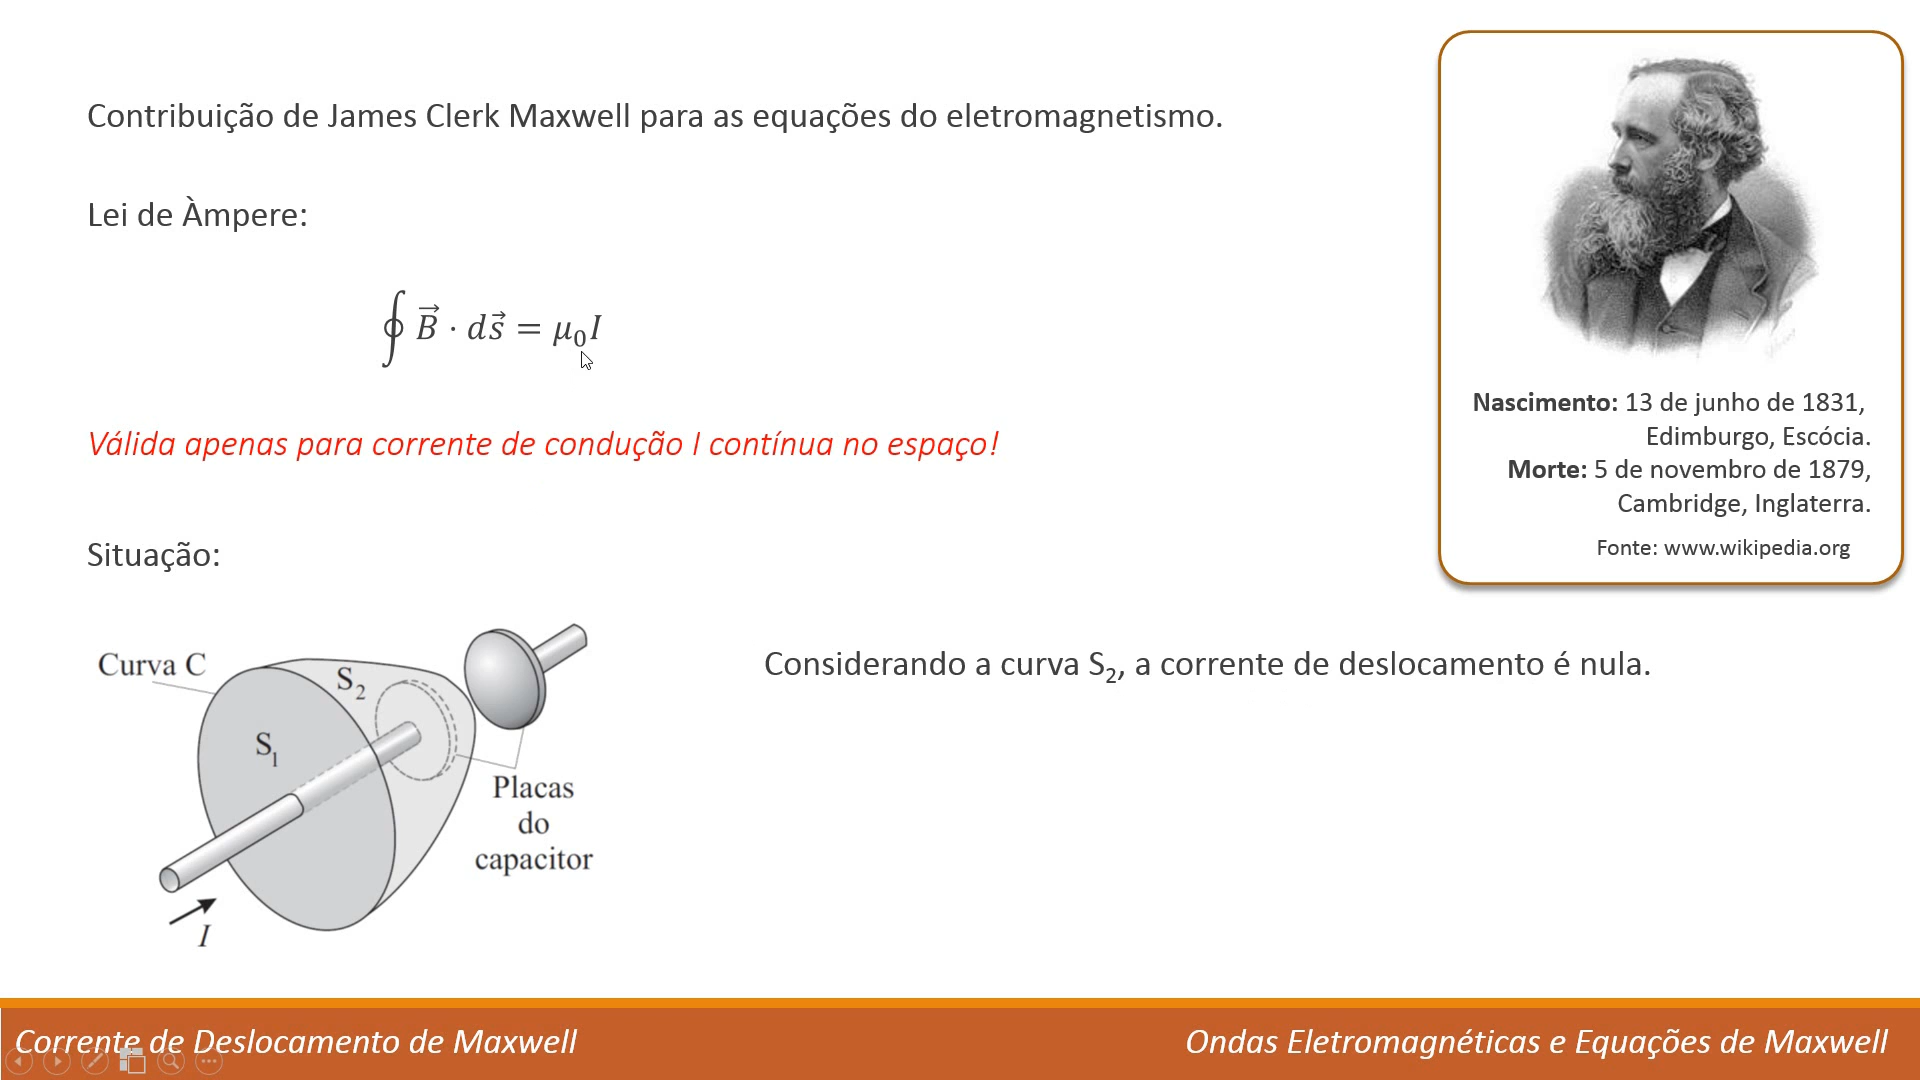 Contribuição de James Clerk Maxwell para as equações do eletromagnetismo.
Lei de Àmpere:
∮ B⃗ · ds⃗ = μ₀I
Válida apenas para corrente de condução I contínua no espaço!
Situação:
Curva C
S₂
S₁
Placas
do
capacitor
I
Considerando a curva S₂, a corrente de deslocamento é nula.
Nascimento: 13 de junho de 1831,
Edimburgo, Escócia.
Morte: 5 de novembro de 1879,
Cambridge, Inglaterra.
Fonte: www.wikipedia.org
Corrente de Deslocamento de Maxwell
Ondas Eletromagnéticas e Equações de Maxwell